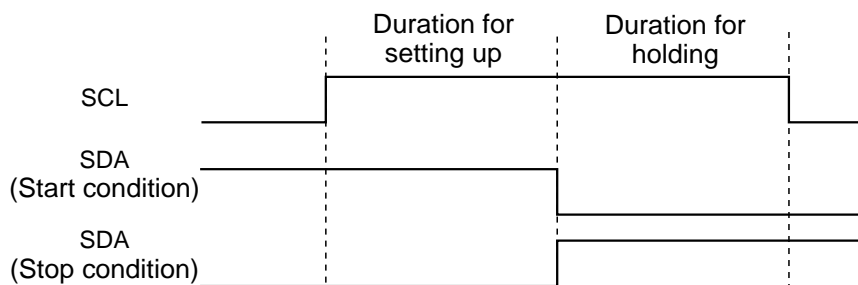 Duration for
setting up
Duration for
holding
SCL
SDA
(Start condition)
SDA
(Stop condition)